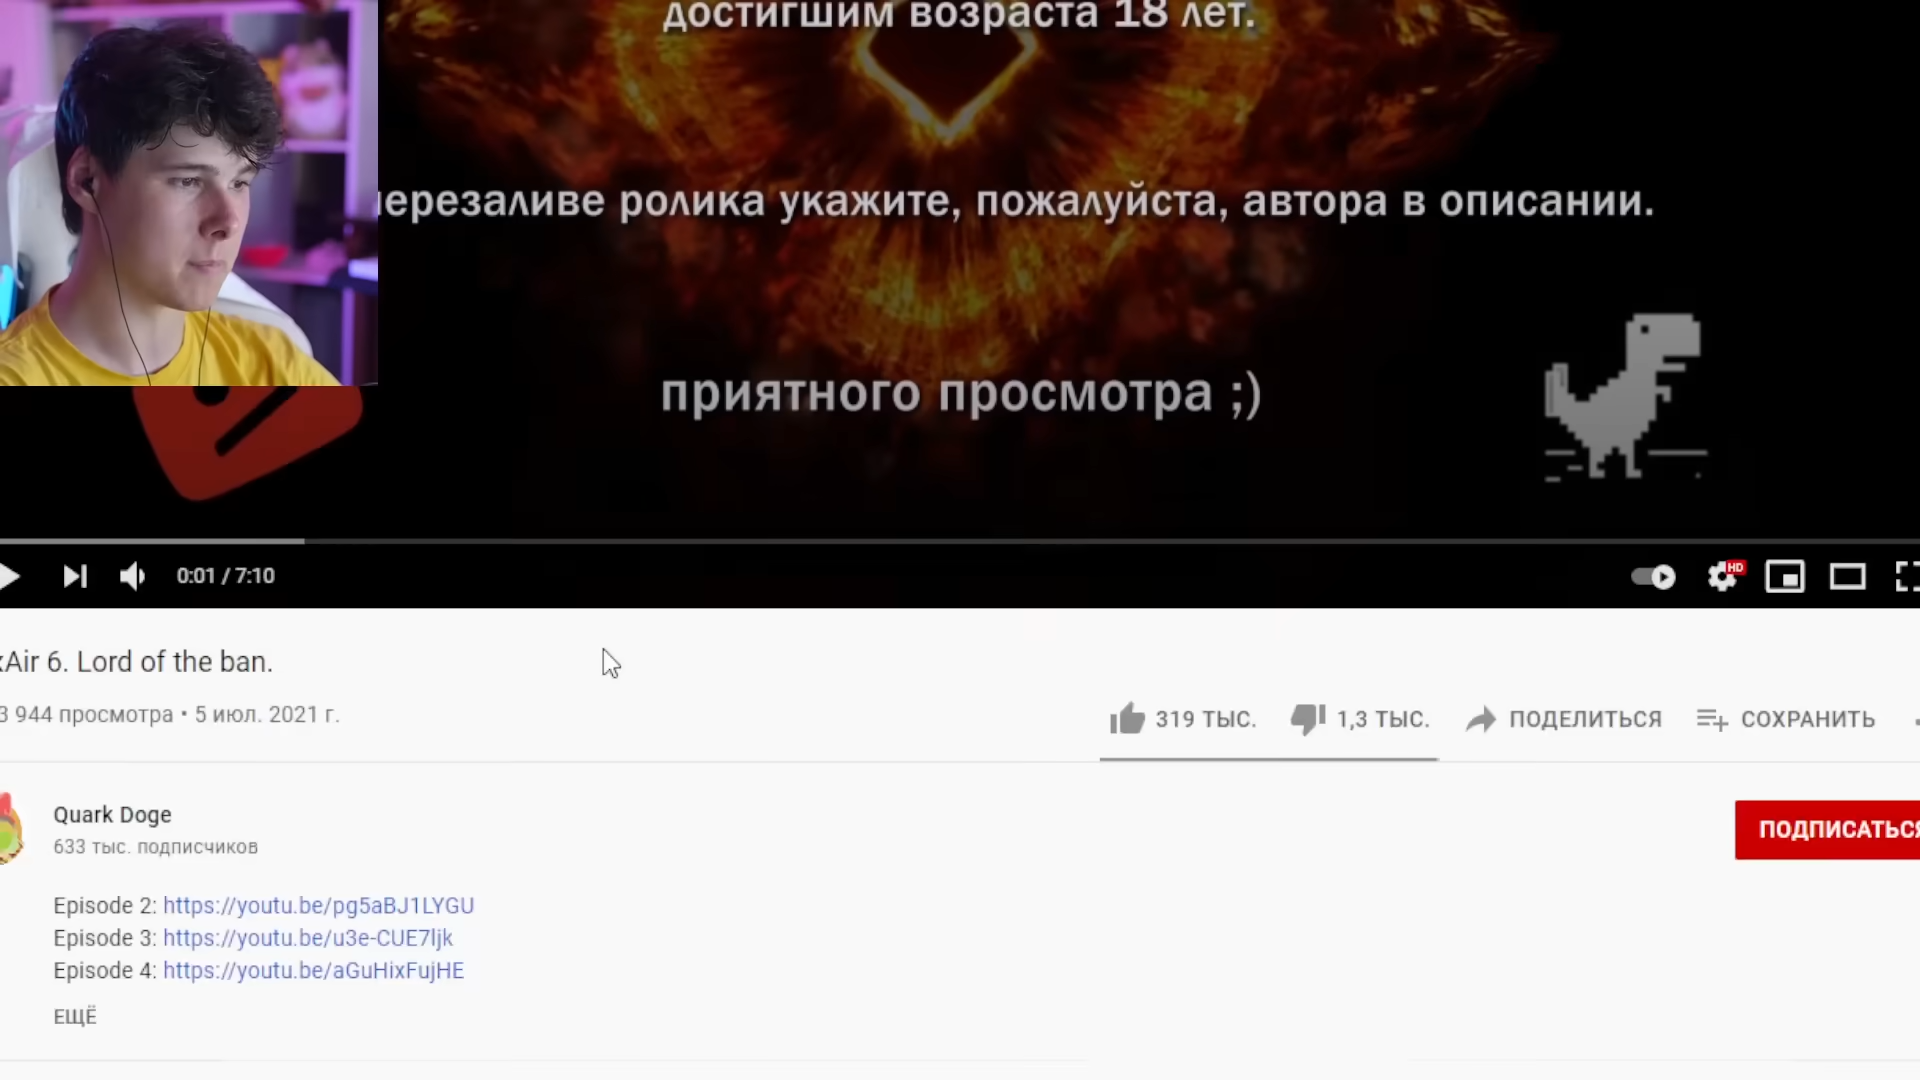 достигшим возраста 18 лет.
перезаливе ролика укажите, пожалуйста, автора в описании.
приятного просмотра ;)
0:01 / 7:10
HD
Air 6. Lord of the ban.
3 944 просмотра • 5 июл. 2021 г.
319 ТЫС.
1,3 ТЫС.
ПОДЕЛИТЬСЯ
СОХРАНИТЬ
Quark Doge
633 тыс. подписчиков
ПОДПИСАТЬСЯ
Episode 2: https://youtu.be/pg5aBJ1LYGU
Episode 3: https://youtu.be/u3e-CUE7ljk
Episode 4: https://youtu.be/aGuHixFujHE
ЕЩЁ